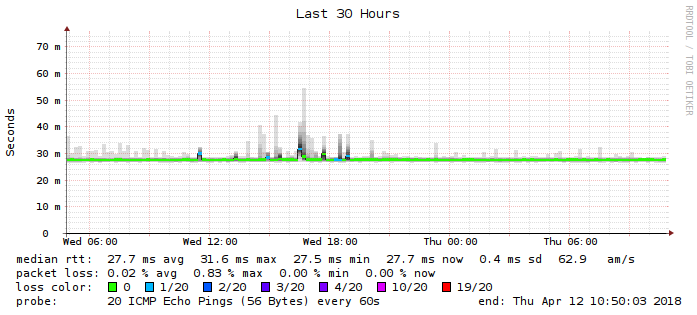 Last 30 Hours
RRDTOOL / TOBI OETIKER
Seconds
70 m
60 m
50 m
40 m
30 m
20 m
10 m
0
Wed 06:00 Wed 12:00 Wed 18:00 Thu 00:00 Thu 06:00
median rtt: 27.7 ms avg 31.6 ms max 27.5 ms min 27.7 ms now 0.4 ms sd 62.9 am/s
packet loss: 0.02 % avg 0.83 % max 0.00 % min 0.00 % now
loss color: 0 1/20 2/20 3/20 4/20 10/20 19/20
probe: 20 ICMP Echo Pings (56 Bytes) every 60s end: Thu Apr 12 10:50:03 2018